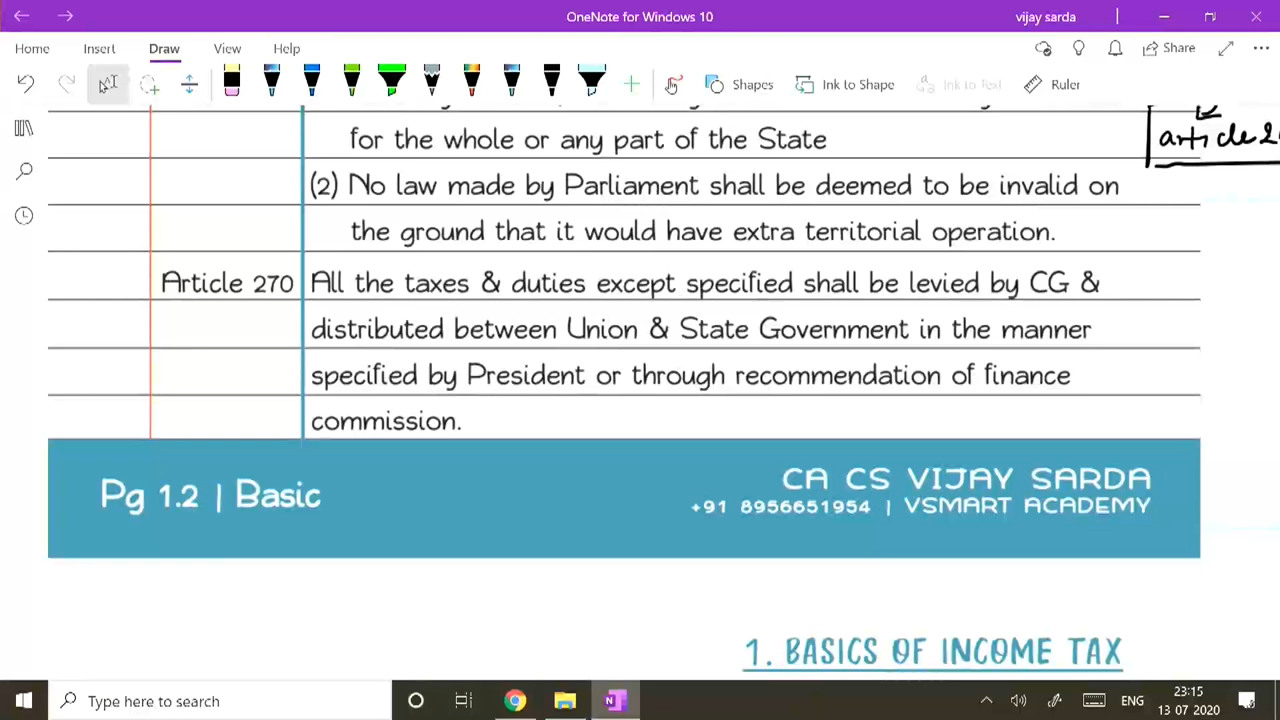 OneNote for Windows 10
vijay sarda
Home
Insert
Draw
View
Help
Share
Shapes
Ink to Shape
Ink to Text
Ruler
for the whole or any part of the State
(2) No law made by Parliament shall be deemed to be invalid on
the ground that it would have extra territorial operation.
Article 270 All the taxes & duties except specified shall be levied by CG &
distributed between Union & State Government in the manner
specified by President or through recommendation of finance
commission.
Pg 1.2 | Basic
CA CS VIJAY SARDA
+91 8956651954 | VSMART ACADEMY
1. BASICS OF INCOME TAX
Type here to search
ENG
23:15
13 07 2020
article